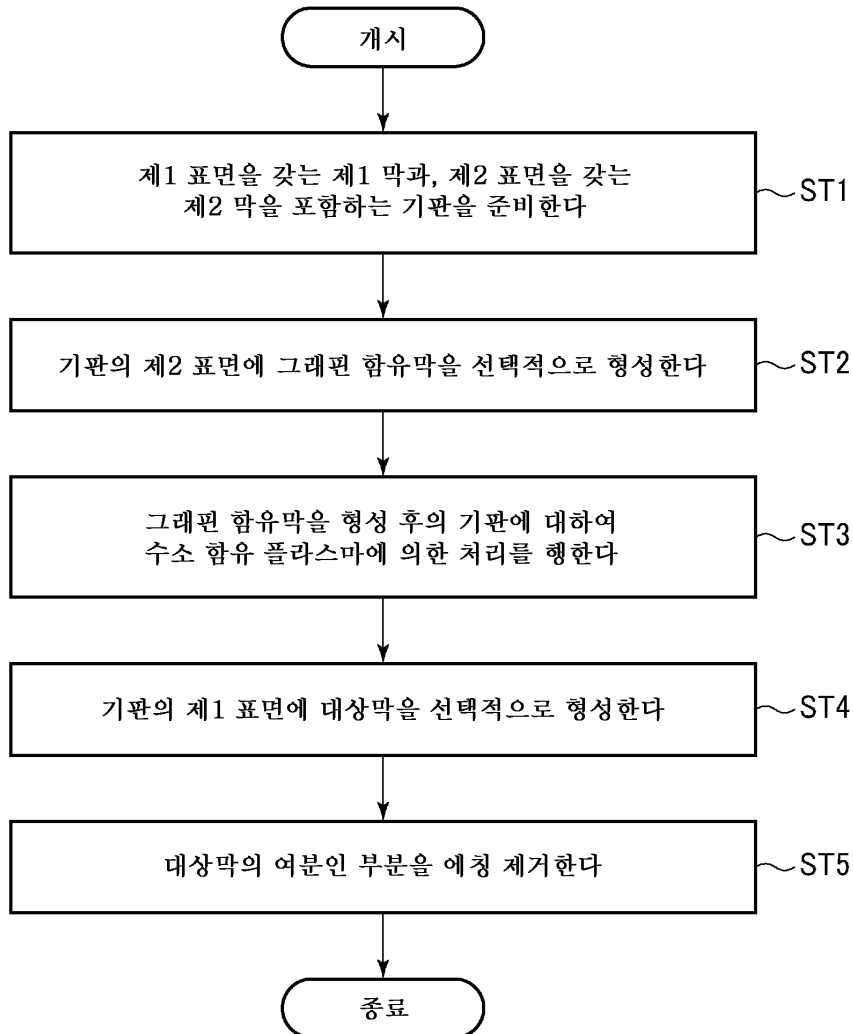 개시
제1 표면을 갖는 제1 막과, 제2 표면을 갖는
제2 막을 포함하는 기판을 준비한다
ST1
기판의 제2 표면에 그래핀 함유막을 선택적으로 형성한다
ST2
그래핀 함유막을 형성 후의 기판에 대하여
수소 함유 플라스마에 의한 처리를 행한다
ST3
기판의 제1 표면에 대상막을 선택적으로 형성한다
ST4
대상막의 여분인 부분을 에칭 제거한다
ST5
종료